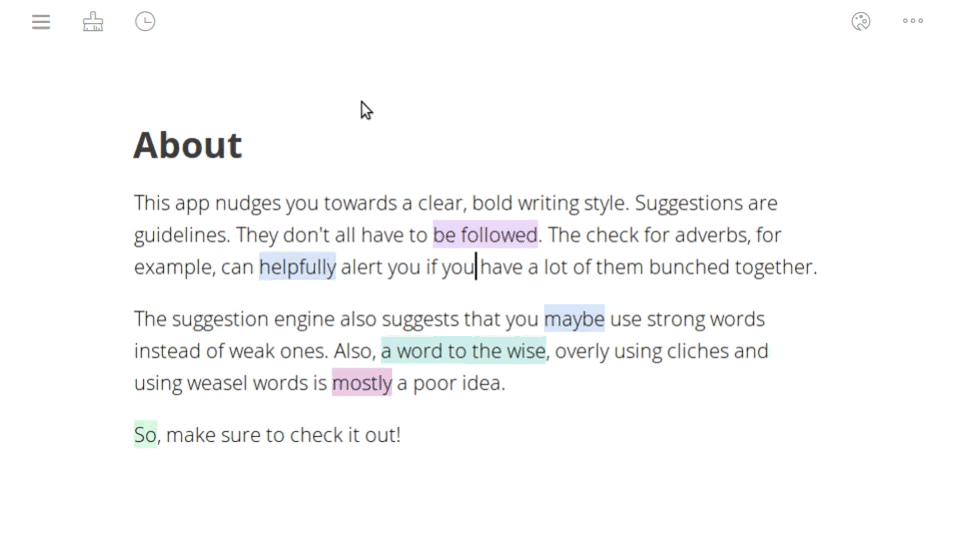 About
This app nudges you towards a clear, bold writing style. Suggestions are
guidelines. They don't all have to be followed. The check for adverbs, for
example, can helpfully alert you if you have a lot of them bunched together.
The suggestion engine also suggests that you maybe use strong words
instead of weak ones. Also, a word to the wise, overly using cliches and
using weasel words is mostly a poor idea.
So, make sure to check it out!